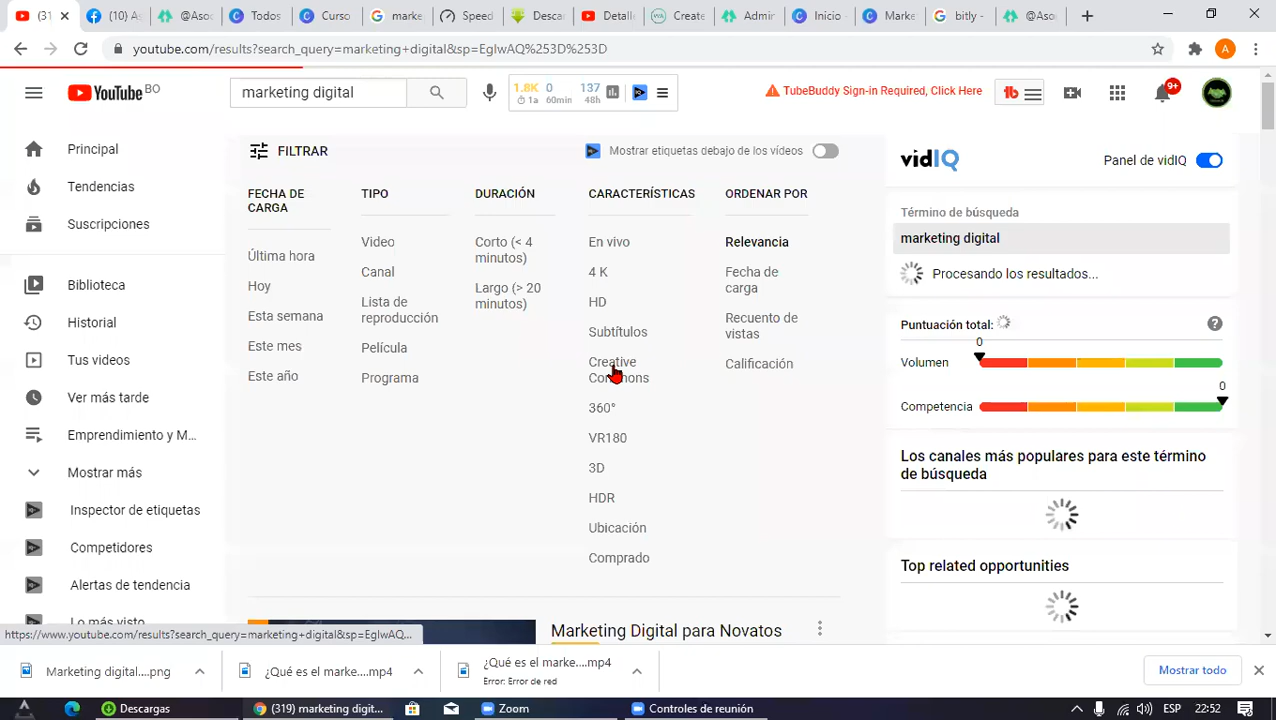 (31
(10) A
@Asoc
Todos
Curso
marke
Speed
Desca
Detalle
Create
Admir
Inicio -
Marke
bitly -
@Aso
youtube.com/results?search_query=marketing+digital&sp=EgIwAQ%253D%253D
YouTube BO
marketing digital
1.8K 0 137
1a 60min 48h
TubeBuddy Sign-in Required, Click Here
9+
Principal
Tendencias
Suscripciones
Biblioteca
Historial
Tus videos
Ver más tarde
Emprendimiento y M...
Mostrar más
Inspector de etiquetas
Competidores
Alertas de tendencia
Lo más visto
FILTRAR
Mostrar etiquetas debajo de los vídeos
FECHA DE
CARGA
Última hora
Hoy
Esta semana
Este mes
Este año
TIPO
Video
Canal
Lista de
reproducción
Película
Programa
DURACIÓN
Corto (< 4
minutos)
Largo (> 20
minutos)
CARACTERÍSTICAS
En vivo
4 K
HD
Subtítulos
Creative
Commons
360°
VR180
3D
HDR
Ubicación
Comprado
ORDENAR POR
Relevancia
Fecha de
carga
Recuento de
vistas
Calificación
Marketing Digital para Novatos
vidIQ
Panel de vidIQ
Término de búsqueda
marketing digital
Procesando los resultados...
Puntuación total:
?
0
Volumen
0
Competencia
Los canales más populares para este término
de búsqueda
Top related opportunities
https://www.youtube.com/results?search_query=marketing+digital&sp=EgIwAQ...
Marketing digital....png
¿Qué es el marke....mp4
¿Qué es el marke....mp4
Error: Error de red
Mostrar todo
Descargas
(319) marketing digit...
Zoom
Controles de reunión
ESP
22:52